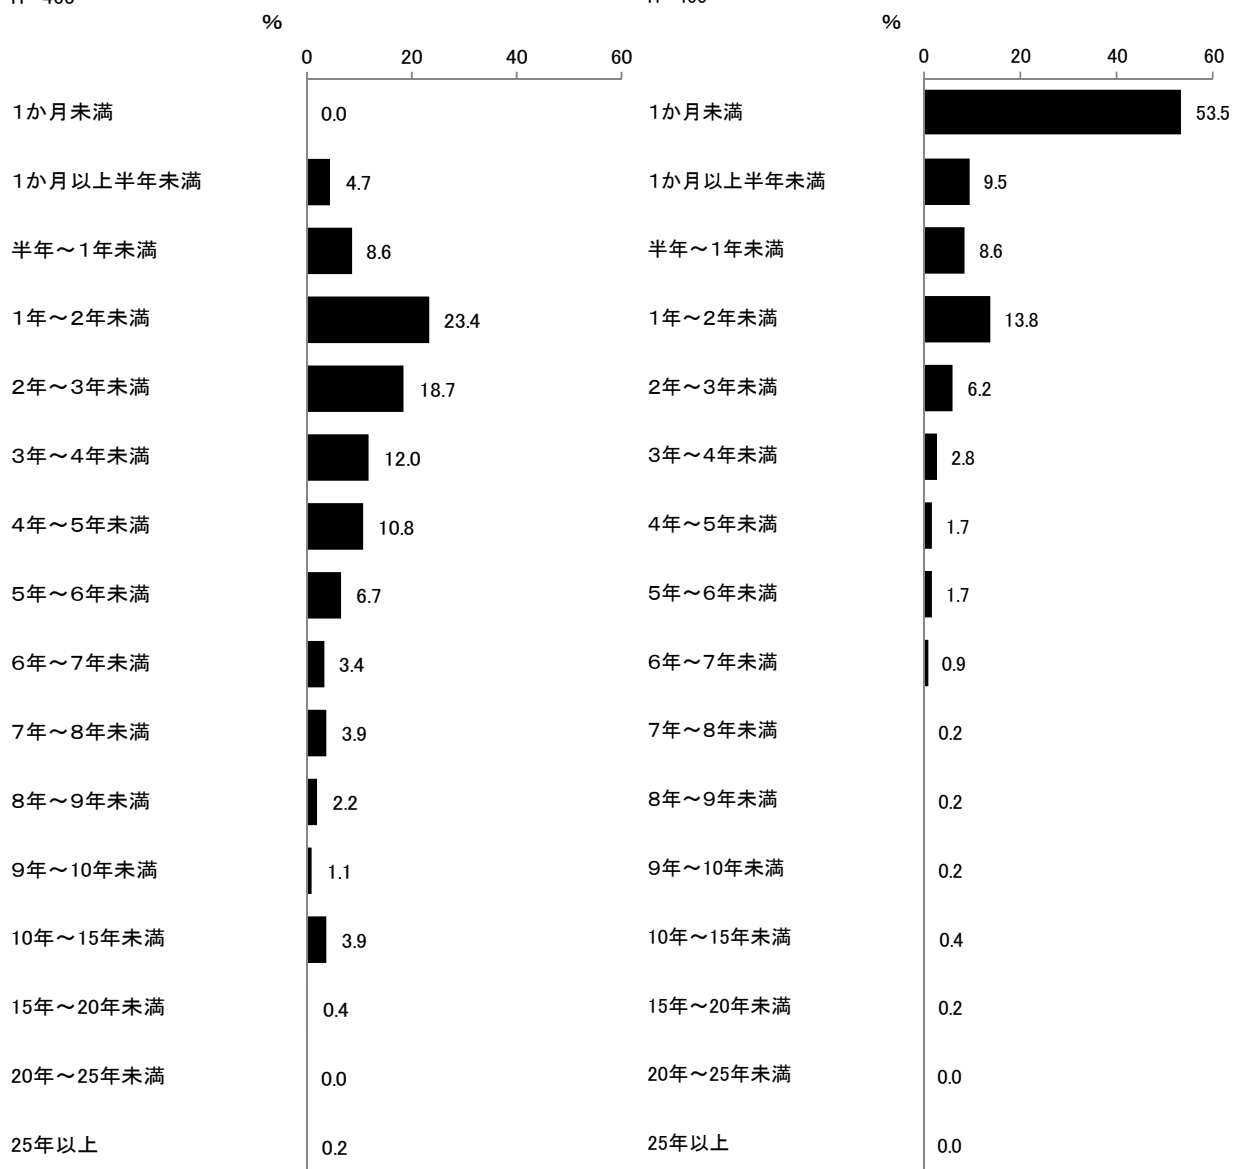 %
0 20 40 60
1か月未満 0.0
1か月以上半年未満 4.7
半年～1年未満 8.6
1年～2年未満 23.4
2年～3年未満 18.7
3年～4年未満 12.0
4年～5年未満 10.8
5年～6年未満 6.7
6年～7年未満 3.4
7年～8年未満 3.9
8年～9年未満 2.2
9年～10年未満 1.1
10年～15年未満 3.9
15年～20年未満 0.4
20年～25年未満 0.0
25年以上 0.2
%
0 20 40 60
1か月未満 53.5
1か月以上半年未満 9.5
半年～1年未満 8.6
1年～2年未満 13.8
2年～3年未満 6.2
3年～4年未満 2.8
4年～5年未満 1.7
5年～6年未満 1.7
6年～7年未満 0.9
7年～8年未満 0.2
8年～9年未満 0.2
9年～10年未満 0.2
10年～15年未満 0.4
15年～20年未満 0.2
20年～25年未満 0.0
25年以上 0.0